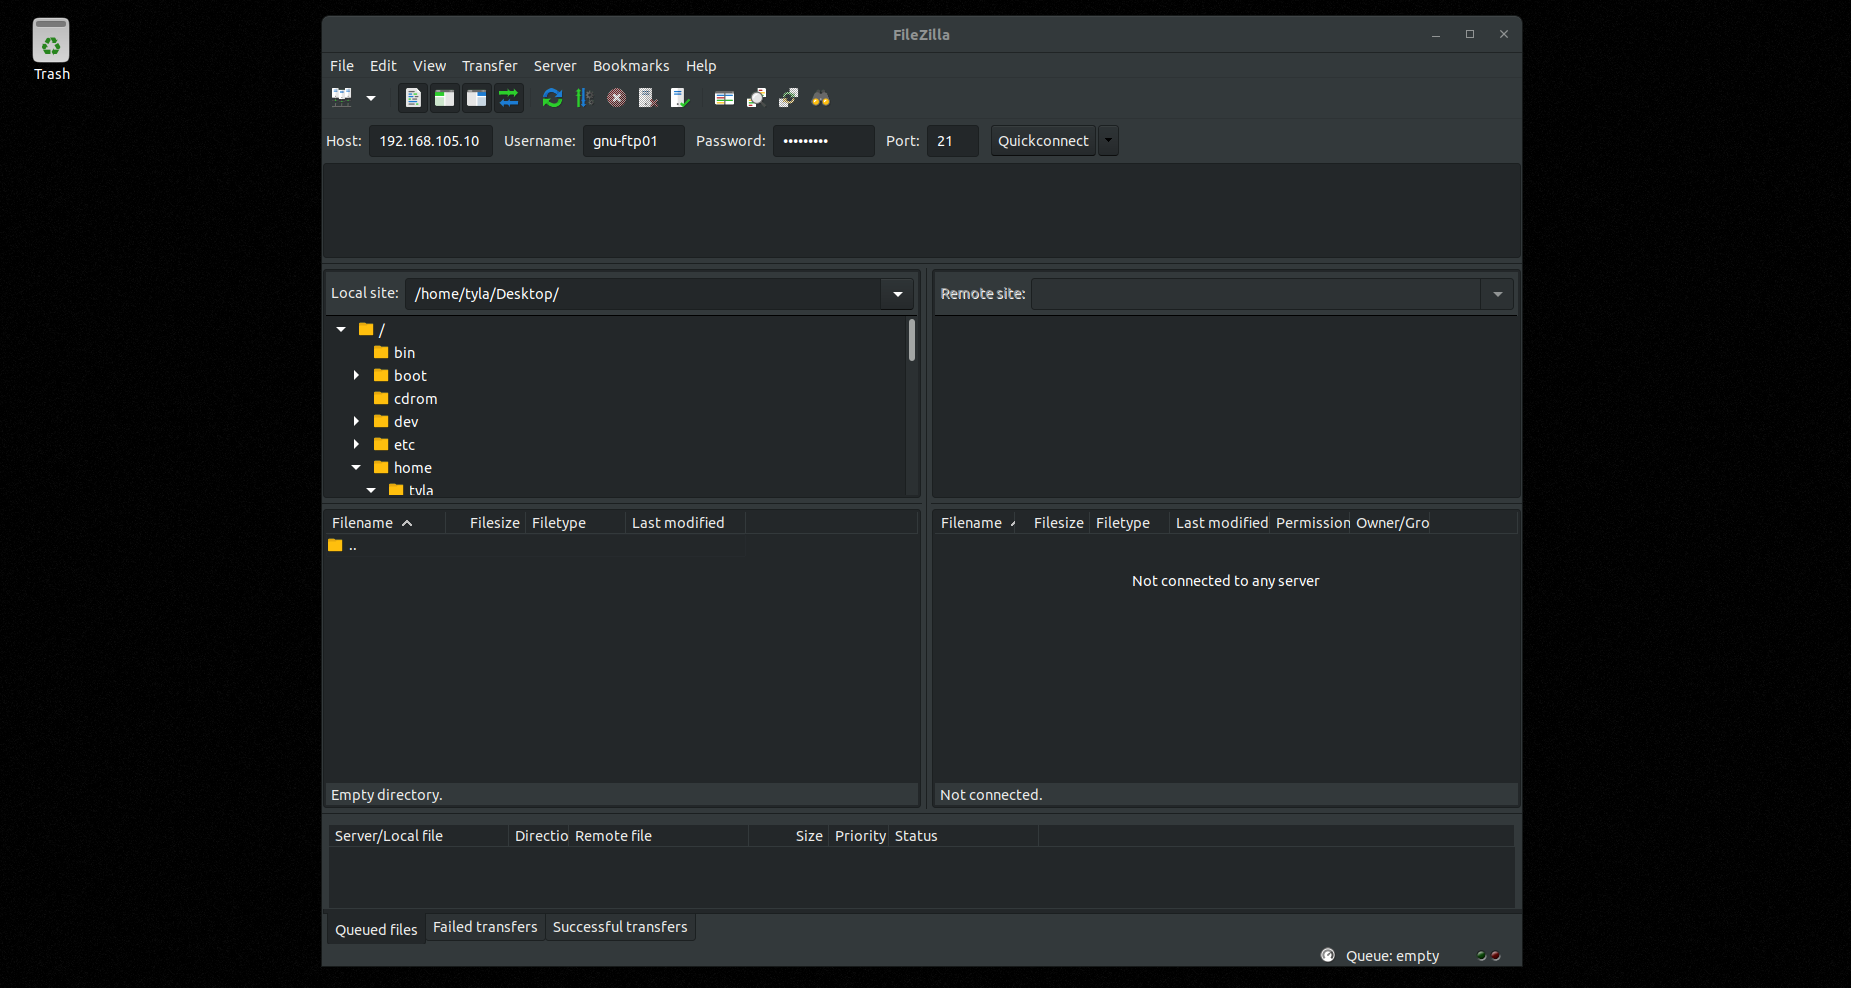 Trash
FileZilla
File Edit View Transfer Server Bookmarks Help
Host: 192.168.105.10 Username: gnu-ftp01 Password: ••••••••• Port: 21 Quickconnect
Local site: /home/tyla/Desktop/
Remote site:
/
bin
boot
cdrom
dev
etc
home
tyla
Filename Filesize Filetype Last modified
..
Empty directory.
Filename Filesize Filetype Last modified Permission Owner/Gro
Not connected to any server
Not connected.
Server/Local file Directio Remote file Size Priority Status
Queued files Failed transfers Successful transfers
Queue: empty